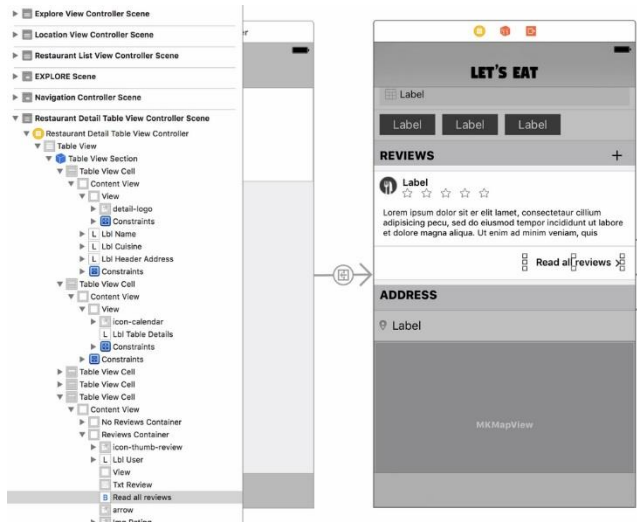 Explore View Controller Scene
Location View Controller Scene
Restaurant List View Controller Scene
EXPLORE Scene
Navigation Controller Scene
Restaurant Detail Table View Controller Scene
Restaurant Detail Table View Controller
Table View
Table View Section
Table View Cell
Content View
View
detail-logo
Constraints
L Lbl Name
L Lbl Cuisine
L Lbl Header Address
Constraints
Table View Cell
Content View
View
icon-calendar
L Lbl Table Details
Constraints
Constraints
Table View Cell
Table View Cell
Table View Cell
Content View
No Reviews Container
Reviews Container
icon-thumb-review
L Lbl User
View
Txt Review
B Read all reviews
arrow
Img Rating
LET'S EAT
Label
Label Label Label
REVIEWS +
Label
Lorem ipsum dolor sit er elit lamet, consectetaur cillium
adipisicing pecu, sed do eiusmod tempor incididunt ut labore
et dolore magna aliqua. Ut enim ad minim veniam, quis
Read all reviews
ADDRESS
Label
MKMapView